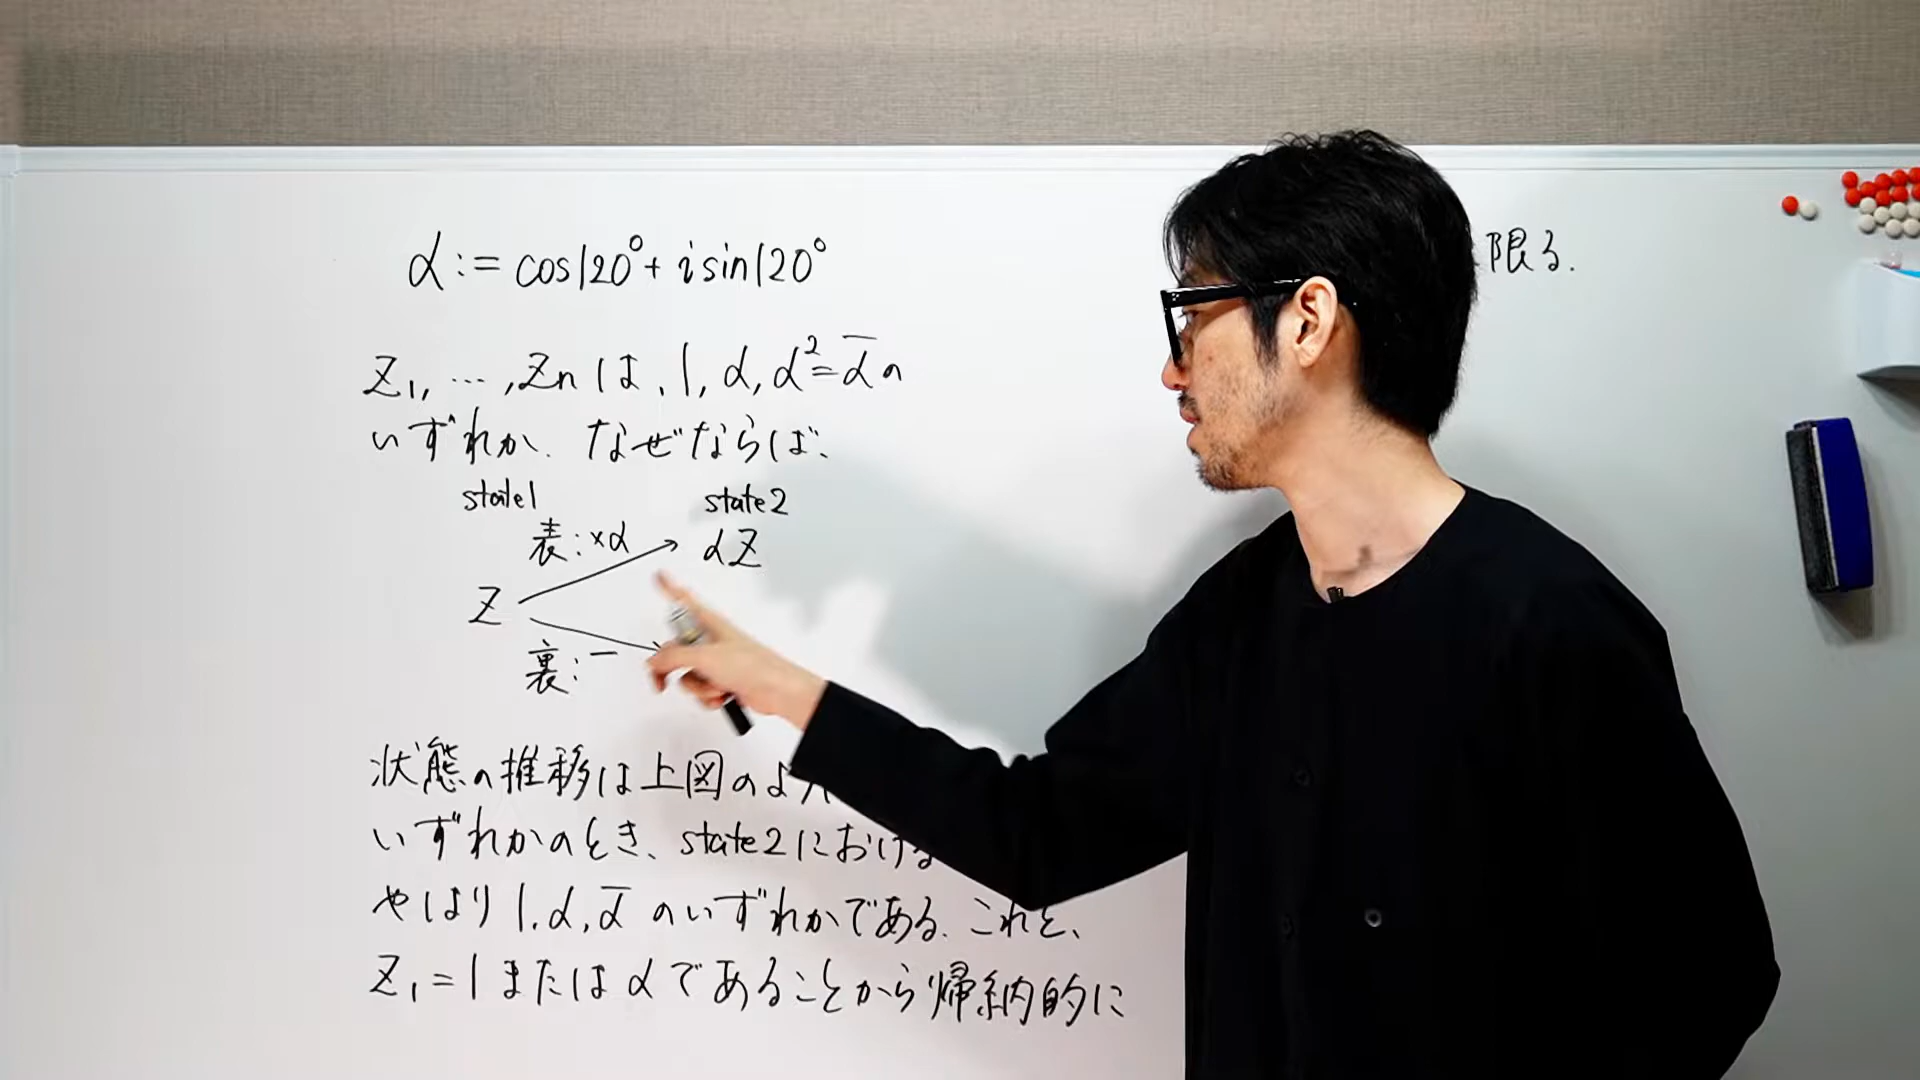 α := cos120°+ i sin120°
Z₁, …, Zn は、1, α, α²=α̅ の
いずれか. なぜならば、
state1 state2
表:×α αZ
Z
裏: ―
状態の推移は上図のよ
いずれかのとき、state2における
やはり 1, α, α̅ のいずれかである. これと、
Z₁=1 または α であることから帰納的に
限る.